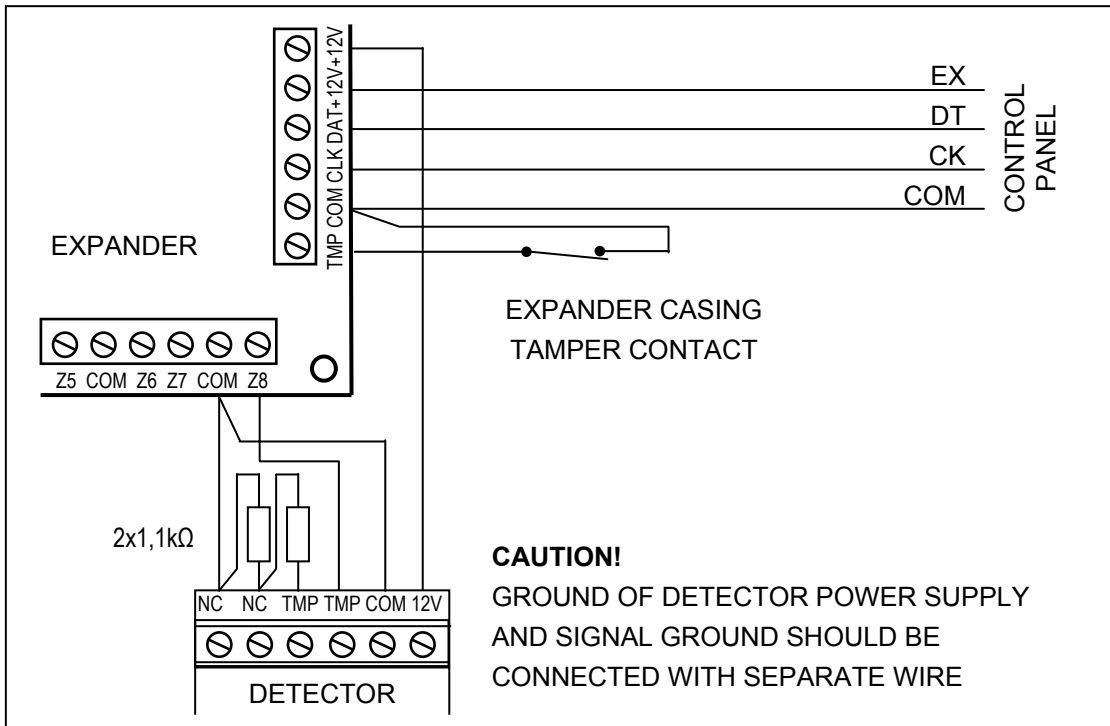 +12V
+12V
DAT
CLK
COM
TMP
EX
DT
CK
COM
CONTROL
PANEL
EXPANDER
EXPANDER CASING
TAMPER CONTACT
Z5 COM Z6 Z7 COM Z8
2x1,1kΩ
NC NC TMP TMP COM 12V
DETECTOR
CAUTION!
GROUND OF DETECTOR POWER SUPPLY
AND SIGNAL GROUND SHOULD BE
CONNECTED WITH SEPARATE WIRE